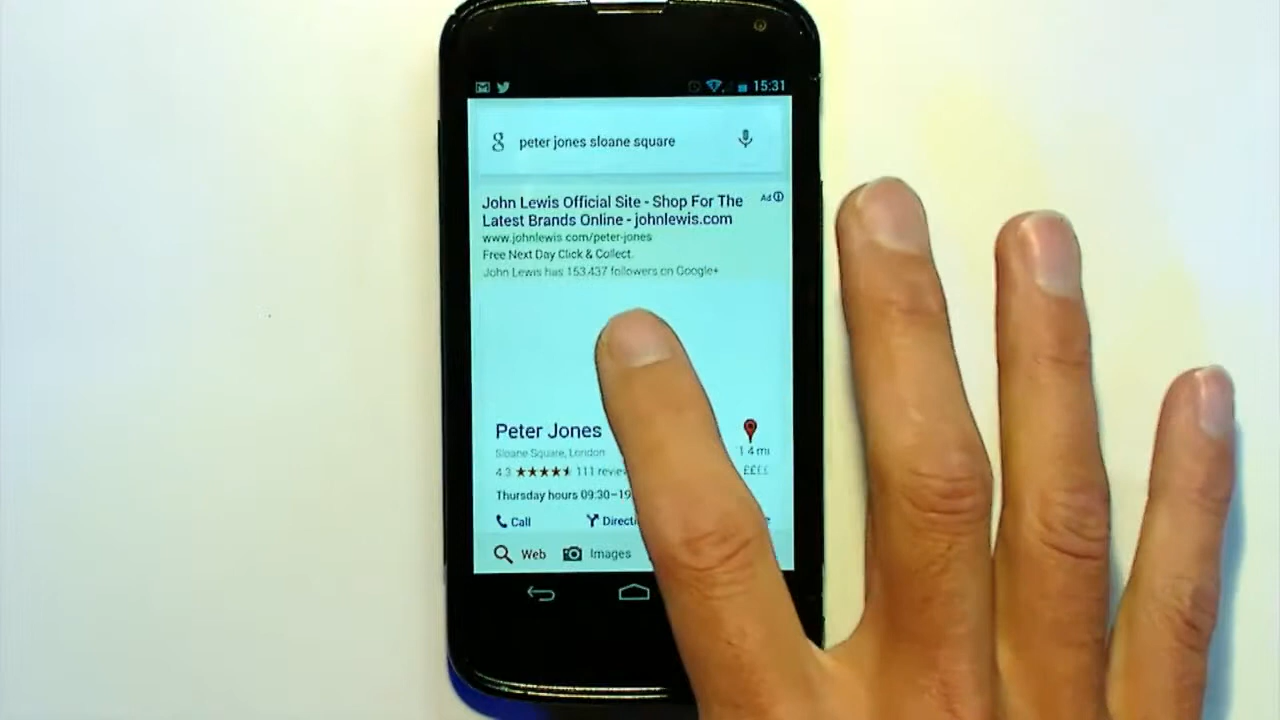 15:31
peter jones sloane square
John Lewis Official Site - Shop For The
Ad
Latest Brands Online - johnlewis.com
www.johnlewis.com/peter-jones
Free Next Day Click & Collect.
John Lewis has 153,437 followers on Google+
Peter Jones
Sloane Square, London
1.4 mi
4.3 111
££££
Thursday hours 09:30–19
Call
Web Images